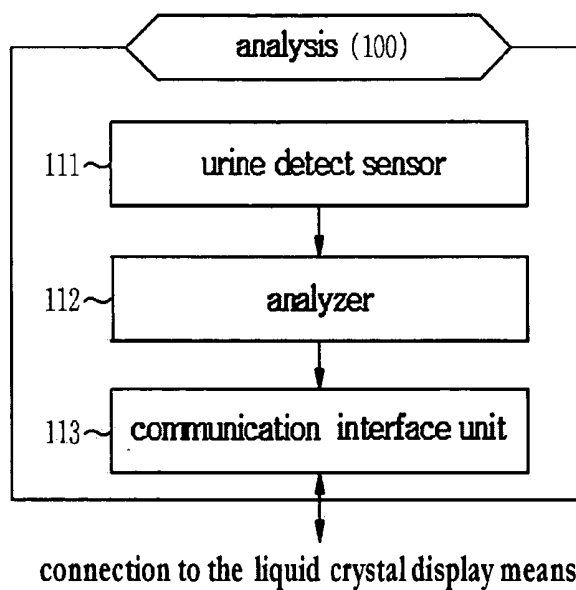 analysis (100)
111 urine detect sensor
112 analyzer
113 communication interface unit
connection to the liquid crystal display means